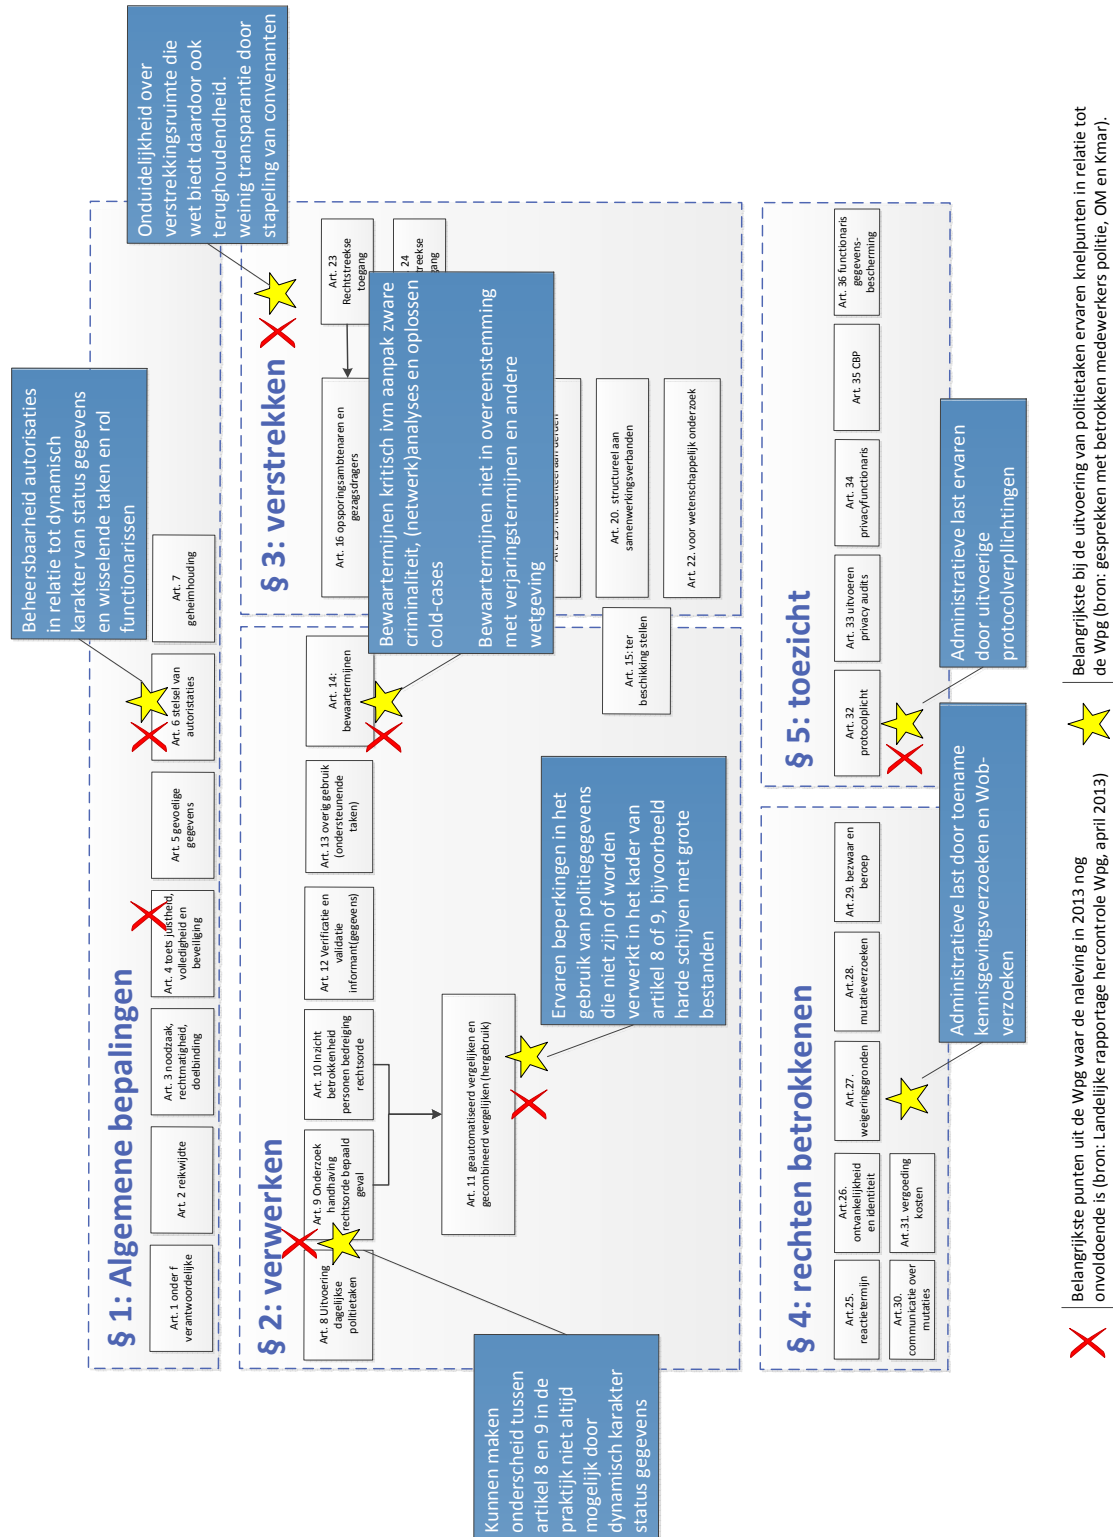 Beheersbaarheid autorisaties
in relatie tot dynamisch
karakter van status gegevens
en wisselende taken en rol
functionarissen
Onduidelijkheid over
verstrekkingsruimte die
wet biedt daardoor ook
terughoudendheid.
weinig transparantie door
stapeling van convenanten
§ 1: Algemene bepalingen
Art. 1 onder f
verantwoordelijke
Art. 2 reikwijdte
Art. 3 noodzaak,
rechtmatigheid,
doelbinding
Art. 4 toets juistheid,
volledigheid en
beveiliging
Art. 5 gevoelige
gegevens
Art. 6 stelsel van
autoristaties
Art. 7
geheimhouding
§ 2: verwerken
Art. 8 Uitvoering
dagelijkse
politietaken
Art. 9 Onderzoek
handhaving
rechtsorde bepaald
geval
Art. 10 Inzicht
betrokkenheid
personen bedreiging
rechtsorde
Art. 12 Verificatie en
validatie
informant(gegevens)
Art. 13 overig gebruik
(ondersteunende
taken)
Art. 14:
bewaartermijnen
Art. 11 geautomatiseerd vergelijken en
gecombineerd vergelijken (hergebruik)
Art. 15: ter
beschikking stellen
§ 3: verstrekken
Art. 16 opsporingsambtenaren en
gezagsdragers
Art. 23
Rechtstreekse
toegang
24
reekse
gang
Art. 20. structureel aan
samenwerkingsverbanden
Art. 22. voor wetenschappelijk onderzoek
Bewaartermijnen kritisch ivm aanpak zware
criminaliteit, (netwerk)analyses en oplossen
cold-cases
Bewaartermijnen niet in overeenstemming
met verjaringstermijnen en andere
wetgeving
Kunnen maken
onderscheid tussen
artikel 8 en 9 in de
praktijk niet altijd
mogelijk door
dynamisch karakter
status gegevens
Ervaren beperkingen in het
gebruik van politiegegevens
die niet zijn of worden
verwerkt in het kader van
artikel 8 of 9, bijvoorbeeld
harde schijven met grote
bestanden
§ 4: rechten betrokkenen
Art.25.
reactietermijn
Art.26.
ontvankelijkheid
en identiteit
Art.27.
weigeringsgronden
Art.28.
mutatieverzoeken
Art.29. bezwaar en
beroep
Art.30.
communicatie over
mutaties
Art.31. vergoeding
kosten
Administratieve last door toename
kennisgevingsverzoeken en Wob-
verzoeken
§ 5: toezicht
Art. 32
protocolplicht
Art. 33 uitvoeren
privacy audits
Art. 34
privacyfunctionaris
Art. 35 CBP
Art. 36 functionaris
gegevens-
bescherming
Administratieve last ervaren
door uitvoerige
protocolverpllichtingen
Belangrijkste punten uit de Wpg waar de naleving in 2013 nog
onvoldoende is (bron: Landelijke rapportage hercontrole Wpg, april 2013)
Belangrijkste bij de uitvoering van politietaken ervaren knelpunten in relatie tot
de Wpg (bron: gesprekken met betrokken medewerkers politie, OM en Kmar).